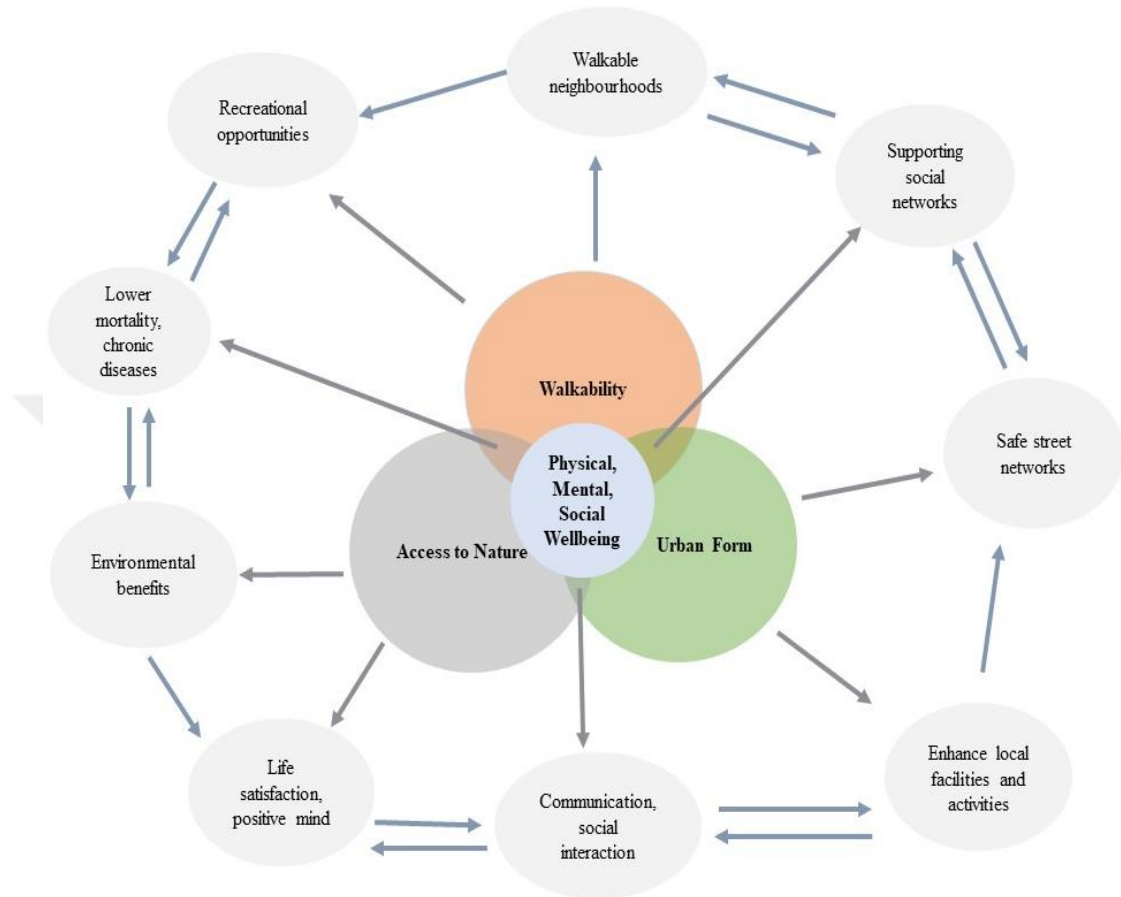 Walkable
neighbourhoods
Recreational
opportunities
Supporting
social
networks
Lower
mortality,
chronic
diseases
Walkability
Safe street
networks
Physical,
Mental,
Social
Wellbeing
Access to Nature
Urban Form
Environmental
benefits
Life
satisfaction,
positive mind
Communication,
social
interaction
Enhance local
facilities and
activities